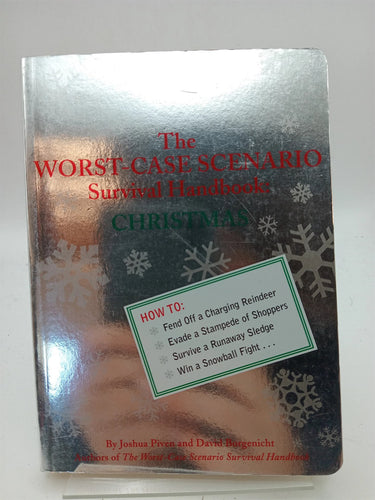 The
WORST-CASE SCENARIO
Survival Handbook:
CHRISTMAS
HOW TO:
Fend Off a Charging Reindeer
Evade a Stampede of Shoppers
Survive a Runaway Sledge
Win a Snowball Fight . . .
By Joshua Piven and David Borgenicht
Authors of The Worst-Case Scenario Survival Handbook